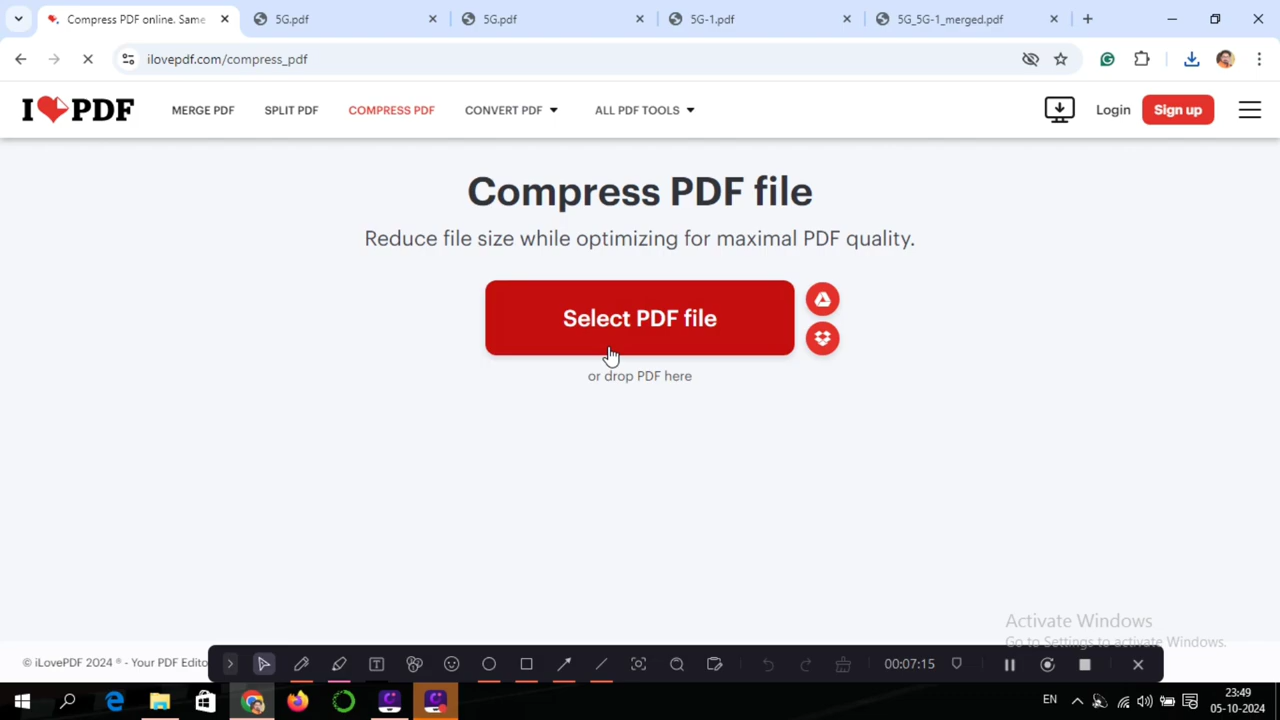 Compress PDF online. Same
5G.pdf
5G.pdf
5G-1.pdf
5G_5G-1_merged.pdf
ilovepdf.com/compress_pdf
I PDF
MERGE PDF
SPLIT PDF
COMPRESS PDF
CONVERT PDF
ALL PDF TOOLS
Login
Sign up
Compress PDF file
Reduce file size while optimizing for maximal PDF quality.
Select PDF file
or drop PDF here
Activate Windows
Go to Settings to activate Windows.
© iLovePDF 2024 ® - Your PDF Edito
00:07:15
EN
23:49
05-10-2024